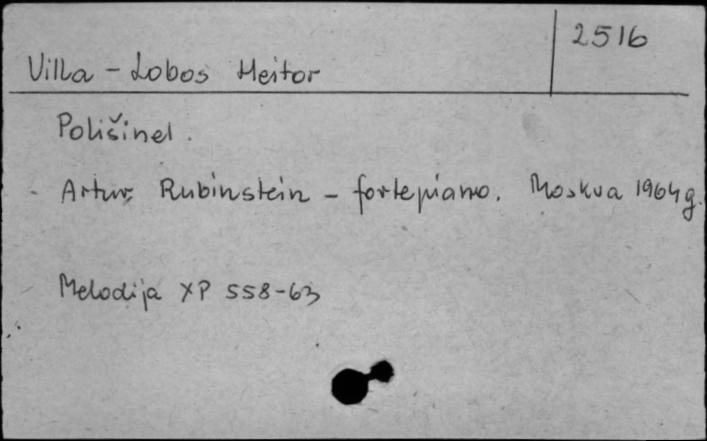 2516
Villa - Lobos Heitor
Polišinel.
Artur Rubinstein - fortepiano. Moskva 1964 g.
Melodija XP 558-63